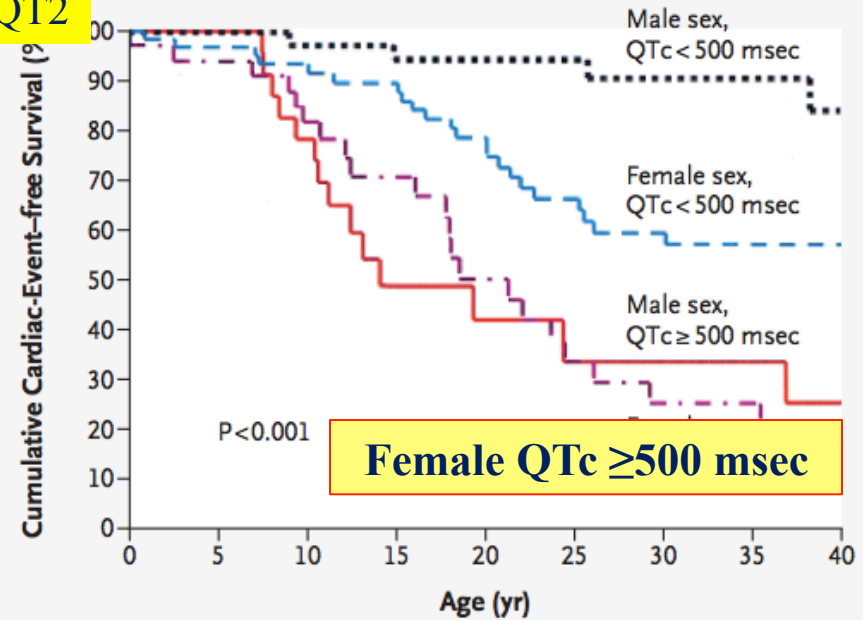 QT2
Cumulative Cardiac-Event–free Survival (%
00
90
80
70
60
50
40
30
20
10
0
Male sex,
QTc<500 msec
Female sex,
QTc<500 msec
Male sex,
QTc≥500 msec
P<0.001
Female QTc ≥500 msec
0 5 10 15 20 25 30 35 40
Age (yr)